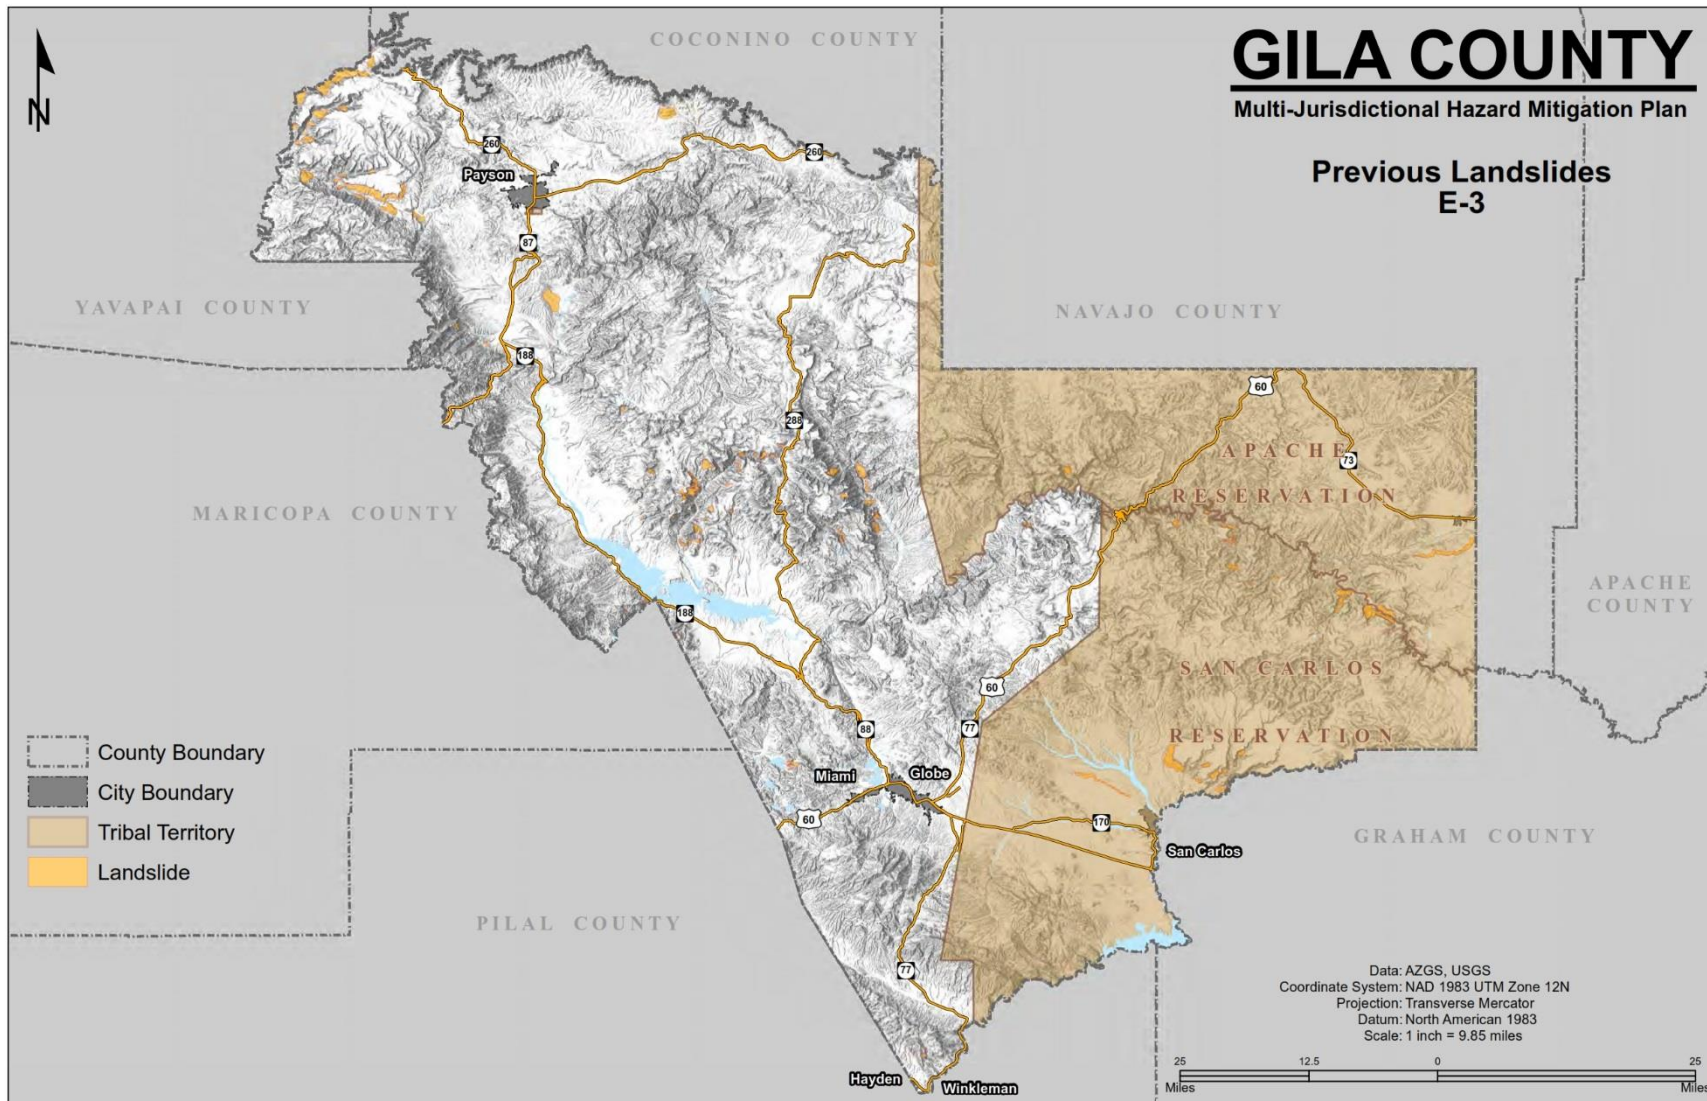 GILA COUNTY
Multi-Jurisdictional Hazard Mitigation Plan
Previous Landslides
E-3
N
COCONINO COUNTY
YAVAPAI COUNTY
NAVAJO COUNTY
MARICOPA COUNTY
APACHE
COUNTY
GRAHAM COUNTY
PILAL COUNTY
APACHE
RESERVATION
SAN CARLOS
RESERVATION
260
260
Payson
87
188
288
60
73
188
60
88
77
Miami
Globe
60
170
San Carlos
77
Hayden
Winkleman
County Boundary
City Boundary
Tribal Territory
Landslide
Data: AZGS, USGS
Coordinate System: NAD 1983 UTM Zone 12N
Projection: Transverse Mercator
Datum: North American 1983
Scale: 1 inch = 9.85 miles
25 12.5 0 25
Miles Miles